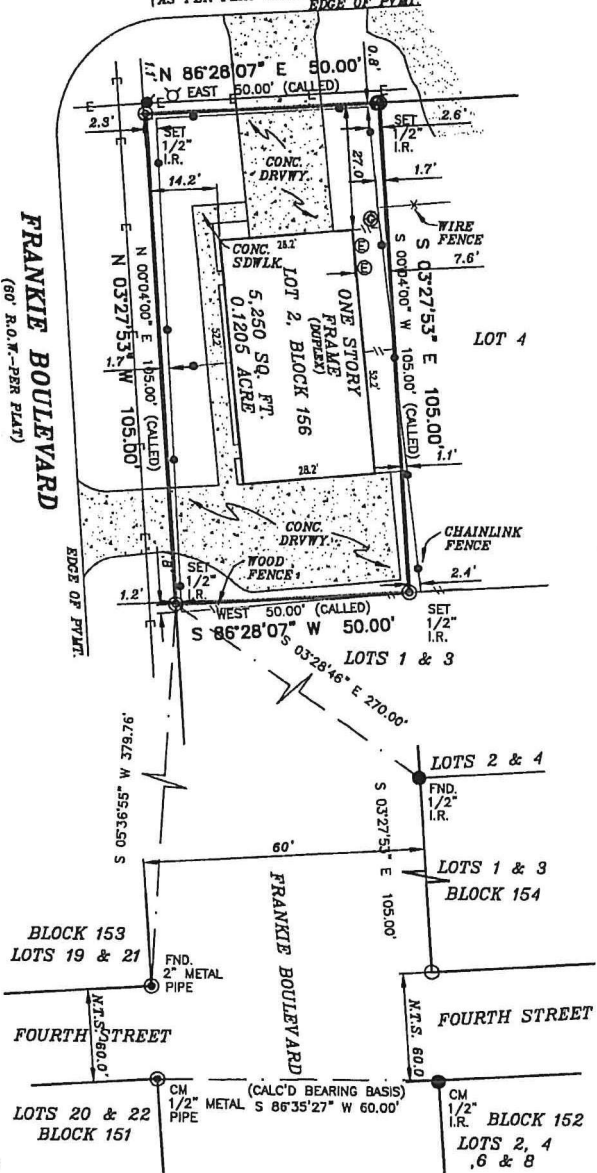 EDGE OF PVMT.
1.1'
N 86°28'07" E 50.00'
EAST 50.00' (CALLED)
0.8'
2.3'
SET
1/2"
I.R.
2.6'
CONC.
DRVWY.
27.0'
14.2'
1.7'
WIRE
FENCE
CONC.
SDWLK
28.2'
7.6'
FRANKIE BOULEVARD
(60' R.O.W.-PER PLAT)
N 00°04'00" E 105.00' (CALLED)
N 03°27'53" W 105.00'
1.7'
52.2'
ONE STORY
FRAME
(DUPLEX)
LOT 2, BLOCK 156
5,250 SQ. FT.
0.1205 ACRE
52.2'
S 03°27'53" E 105.00'
S 00°04'00" W 105.00' (CALLED)
LOT 4
1.1'
28.2'
CONC.
DRVWY.
CHAINLINK
FENCE
EDGE OF PVMT.
SET
1/2"
I.R.
WOOD
FENCE
2.4'
1.2'
WEST 50.00' (CALLED)
S 86°28'07" W 50.00'
SET
1/2"
I.R.
LOTS 1 & 3
S 03°28'46" E 270.00'
S 05°36'55" W 379.76'
LOTS 2 & 4
FND.
1/2"
I.R.
S 03°27'53" E 105.00'
60'
LOTS 1 & 3
BLOCK 154
FRANKIE BOULEVARD
BLOCK 153
LOTS 19 & 21
FND.
2" METAL
PIPE
N.T.S. 60.0'
FOURTH STREET
N.T.S. 60.0
FOURTH STREET
CM
1/2" METAL
PIPE
(CALC'D BEARING BASIS)
S 86°35'27" W 60.00'
CM
1/2"
I.R.
LOTS 20 & 22
BLOCK 151
BLOCK 152
LOTS 2, 4
,6 & 8